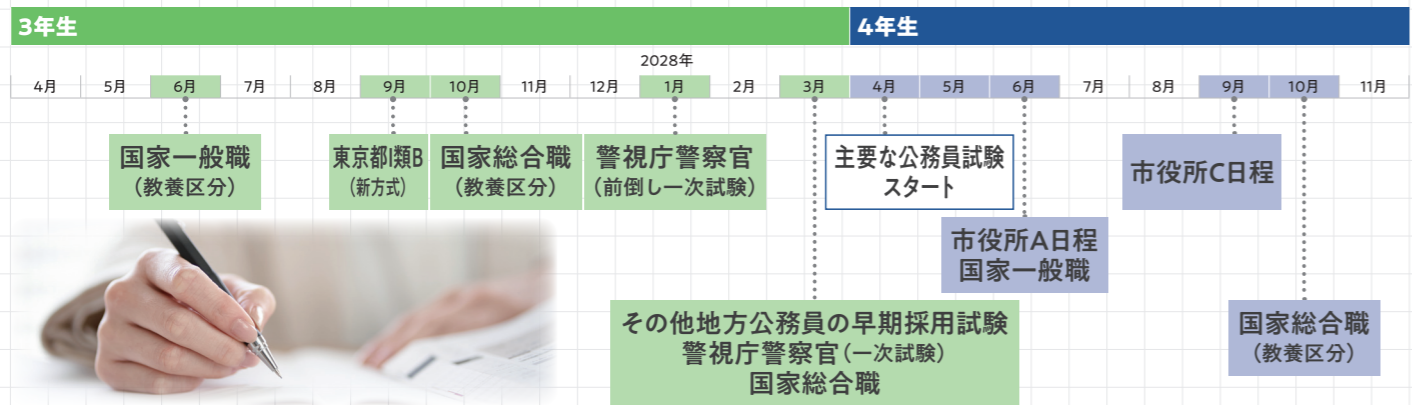 3年生
4年生
2028年
4月 5月 6月 7月 8月 9月 10月 11月 12月 1月 2月 3月 4月 5月 6月 7月 8月 9月 10月 11月
国家一般職
(教養区分)
東京都I類B
(新方式)
国家総合職
(教養区分)
警視庁警察官
(前倒し一次試験)
主要な公務員試験
スタート
市役所C日程
市役所A日程
国家一般職
その他地方公務員の早期採用試験
警視庁警察官(一次試験)
国家総合職
国家総合職
(教養区分)